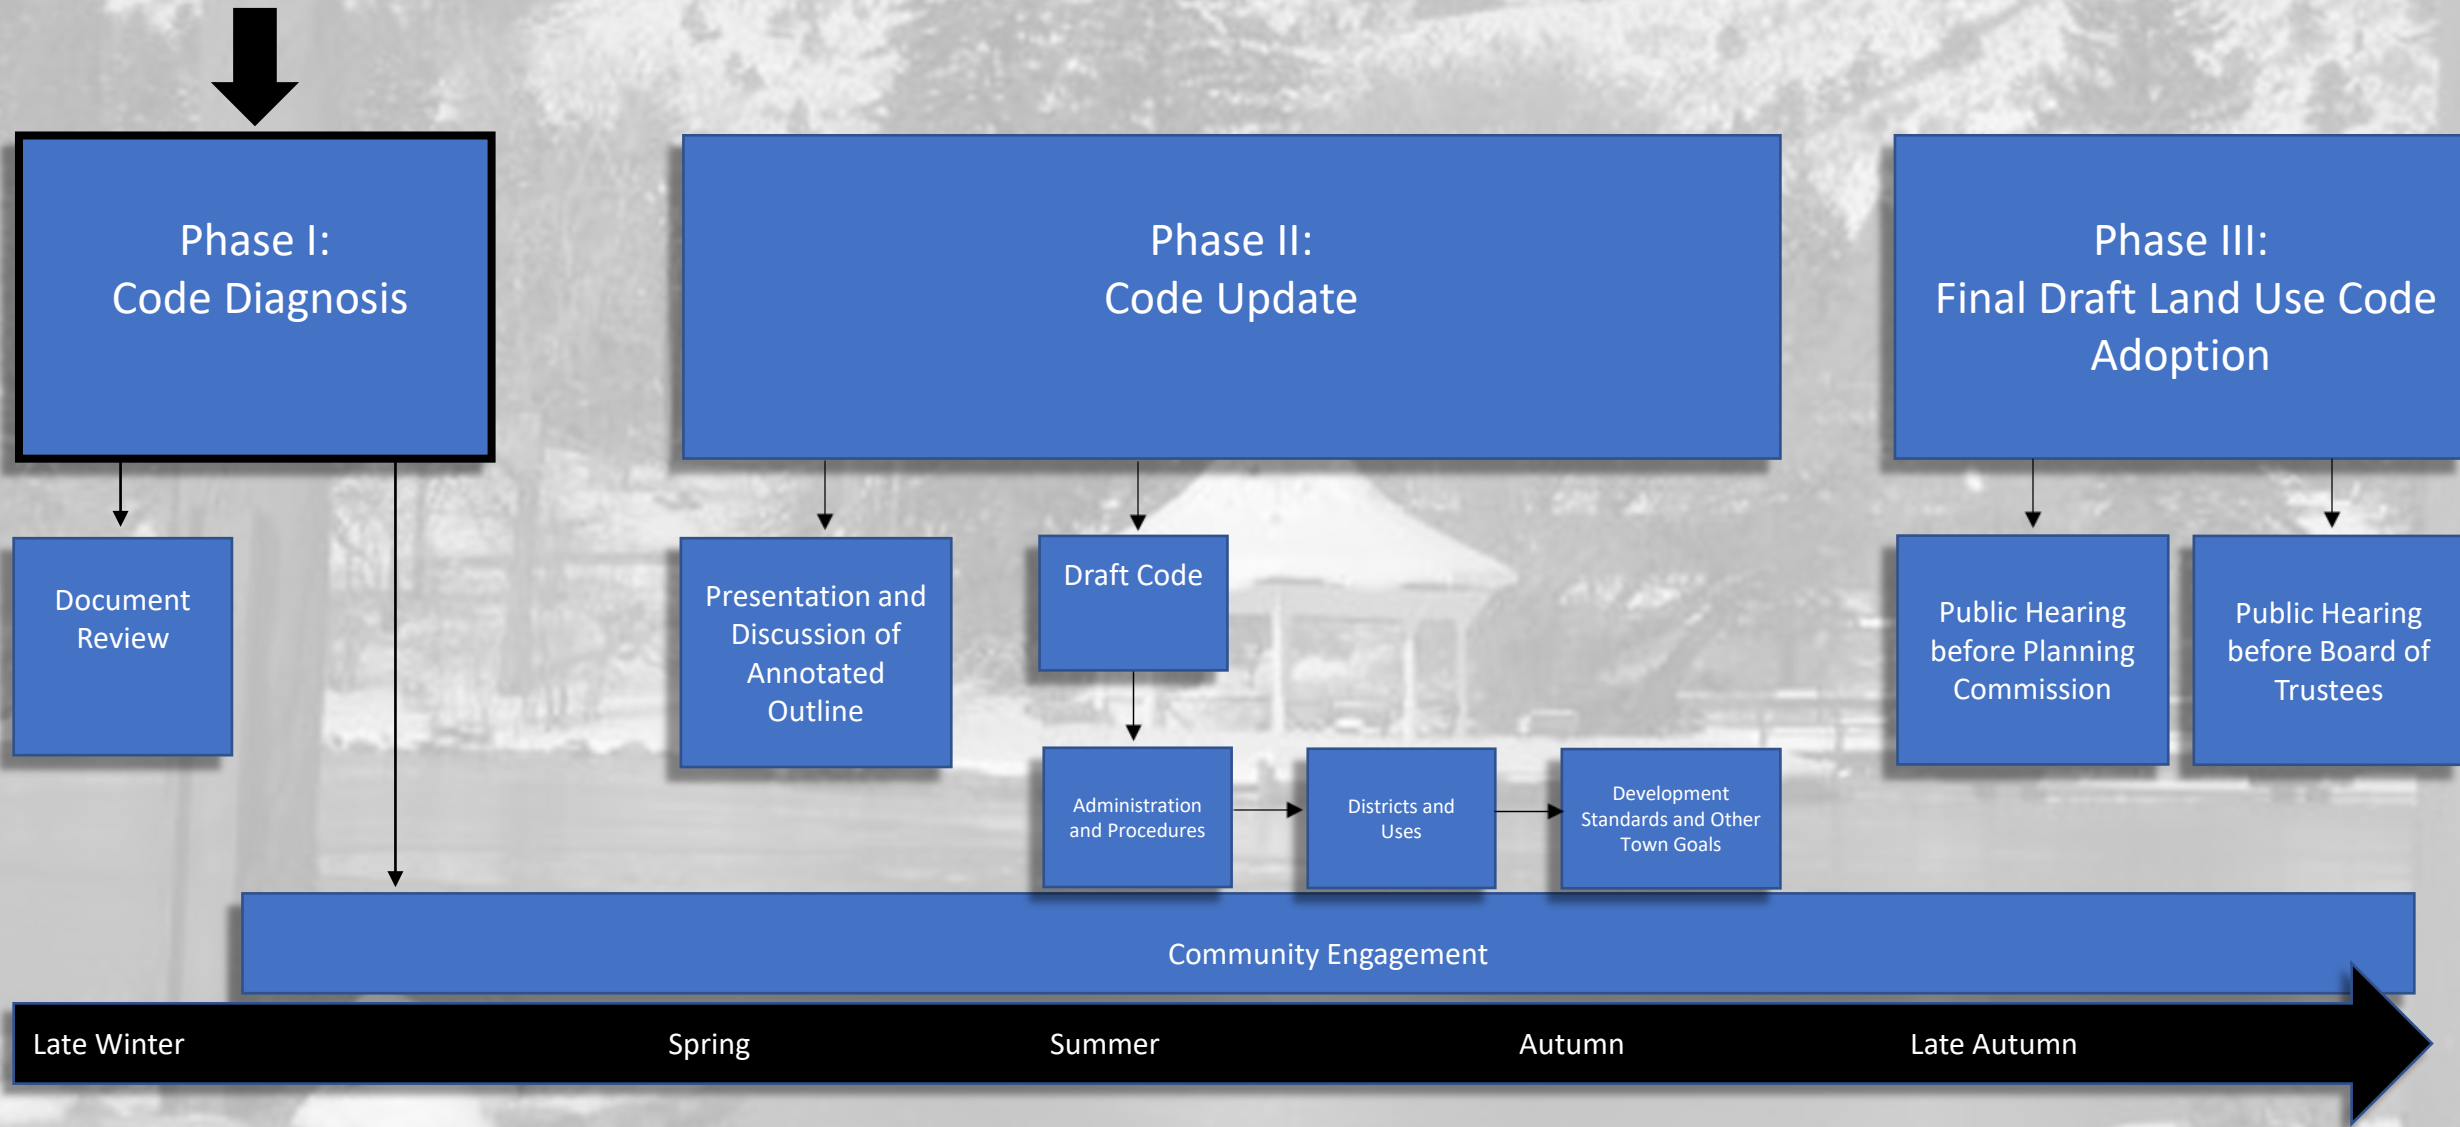 Phase I:
Code Diagnosis
Phase II:
Code Update
Phase III:
Final Draft Land Use Code
Adoption
Document
Review
Presentation and
Discussion of
Annotated
Outline
Draft Code
Public Hearing
before Planning
Commission
Public Hearing
before Board of
Trustees
Administration
and Procedures
Districts and
Uses
Development
Standards and Other
Town Goals
Community Engagement
Late Winter
Spring
Summer
Autumn
Late Autumn